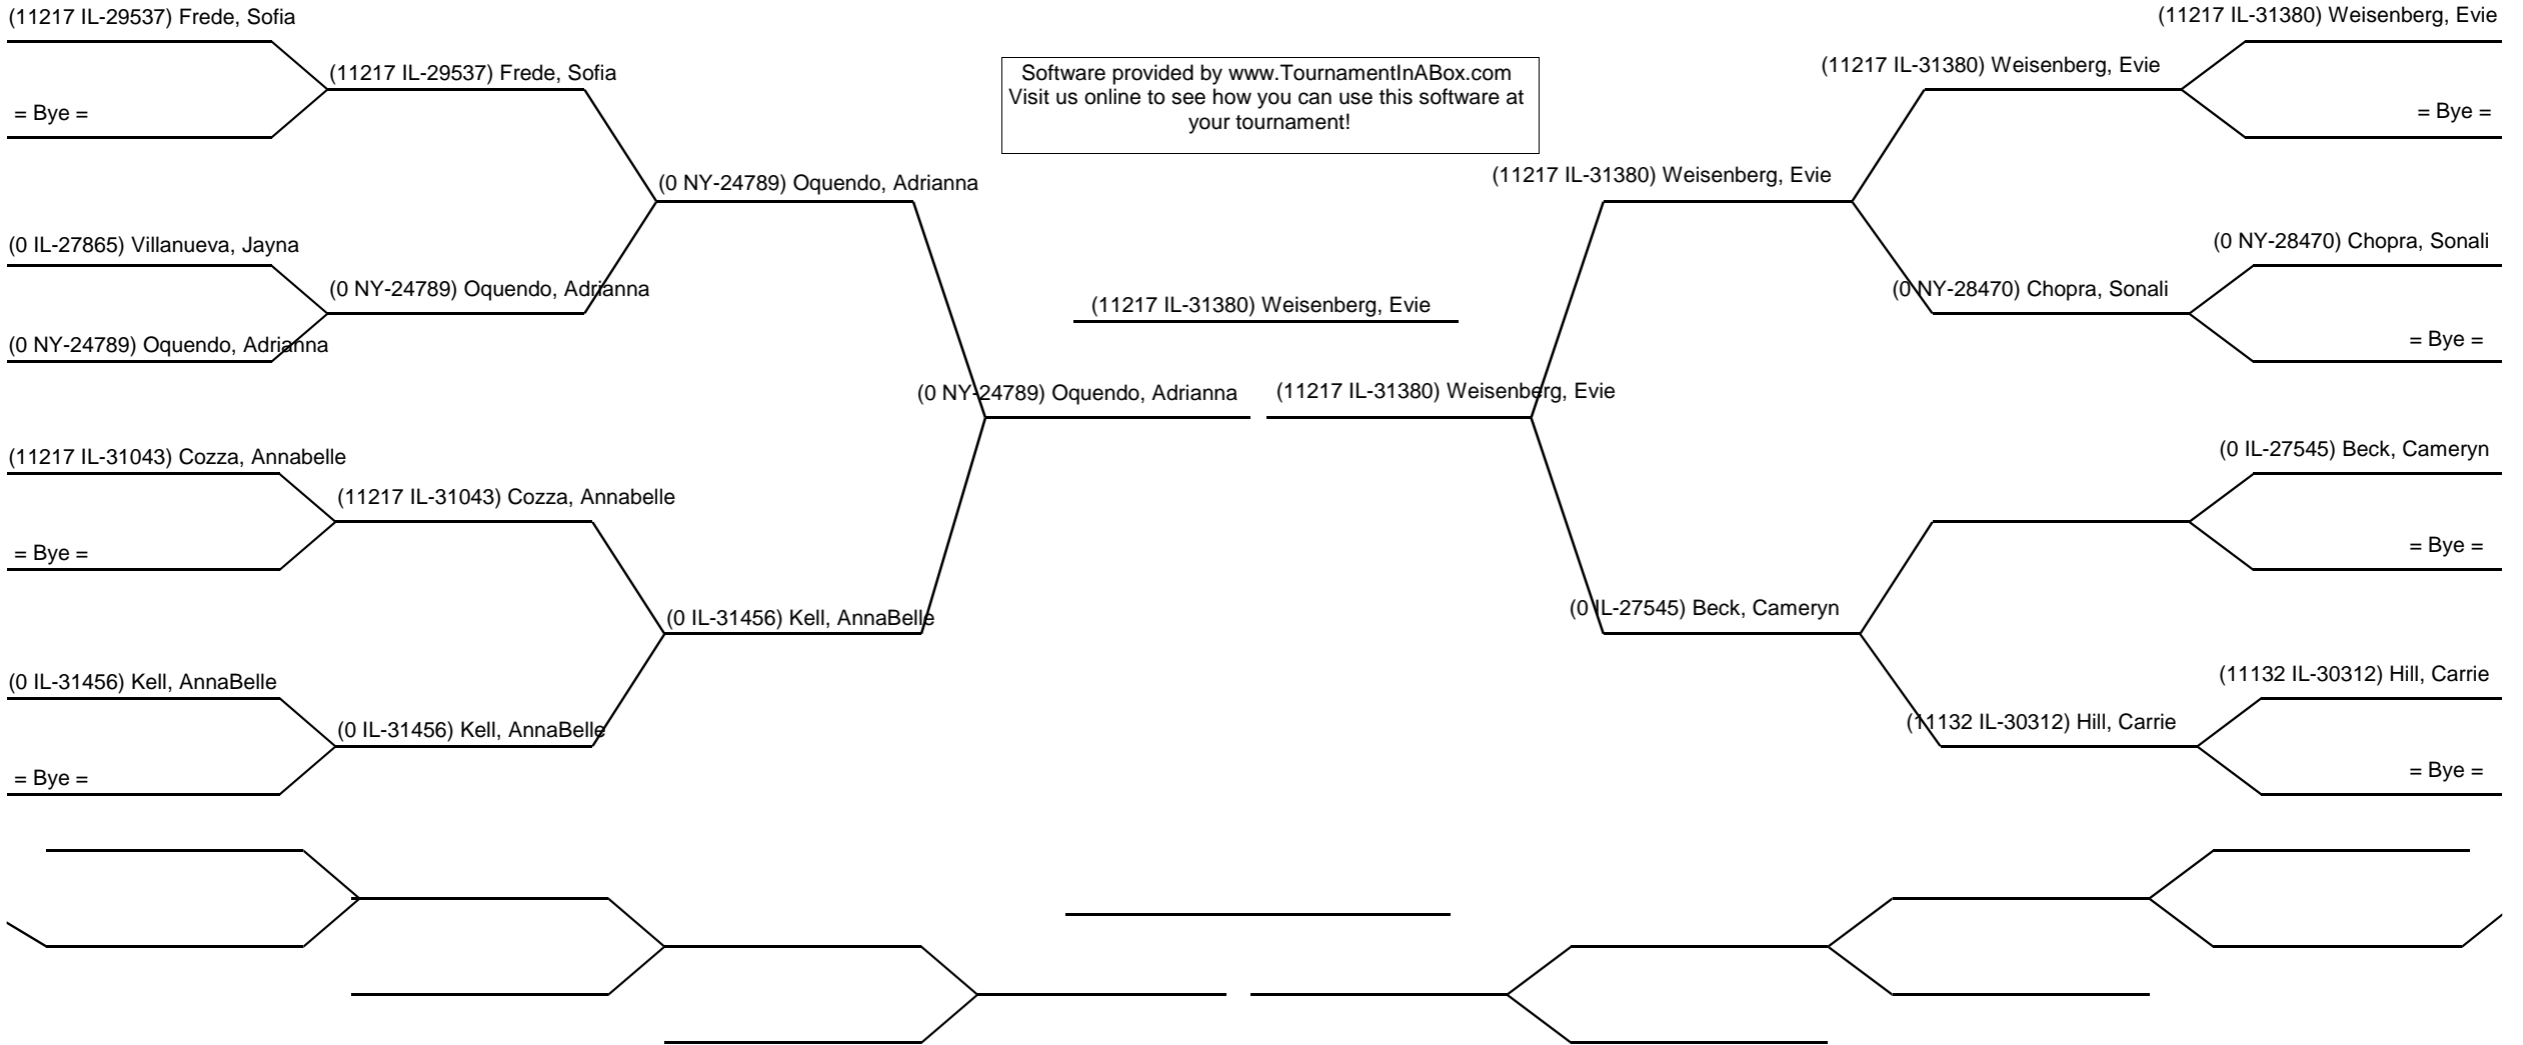 (11217 IL-29537) Frede, Sofia
(11217 IL-29537) Frede, Sofia
= Bye =
(0 NY-24789) Oquendo, Adrianna
(0 IL-27865) Villanueva, Jayna
(0 NY-24789) Oquendo, Adrianna
(0 NY-24789) Oquendo, Adrianna
(0 NY-24789) Oquendo, Adrianna
(11217 IL-31043) Cozza, Annabelle
(11217 IL-31043) Cozza, Annabelle
= Bye =
(0 IL-31456) Kell, AnnaBelle
(0 IL-31456) Kell, AnnaBelle
(0 IL-31456) Kell, AnnaBelle
= Bye =
Software provided by www.TournamentInABox.com
Visit us online to see how you can use this software at
your tournament!
(11217 IL-31380) Weisenberg, Evie
(11217 IL-31380) Weisenberg, Evie
(11217 IL-31380) Weisenberg, Evie
(11217 IL-31380) Weisenberg, Evie
(11217 IL-31380) Weisenberg, Evie
= Bye =
(0 NY-28470) Chopra, Sonali
(0 NY-28470) Chopra, Sonali
= Bye =
(0 IL-27545) Beck, Cameryn
= Bye =
(0 IL-27545) Beck, Cameryn
(11132 IL-30312) Hill, Carrie
(11132 IL-30312) Hill, Carrie
= Bye =